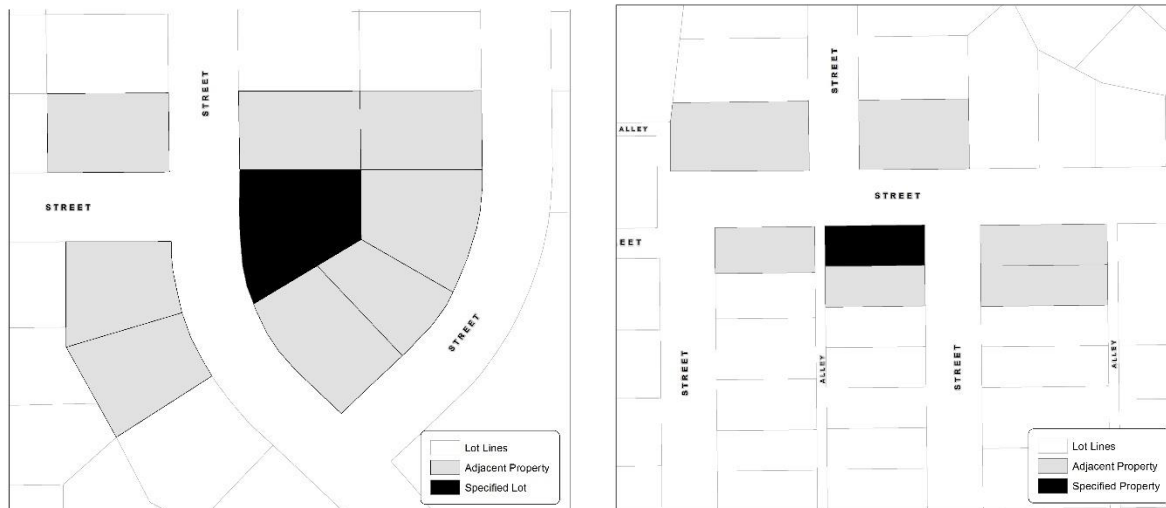 STREET
STREET
STREET
Lot Lines
Adjacent Property
Specified Lot
STREET
ALLEY
STREET
EET
STREET
ALLEY
STREET
ALLEY
Lot Lines
Adjacent Property
Specified Property